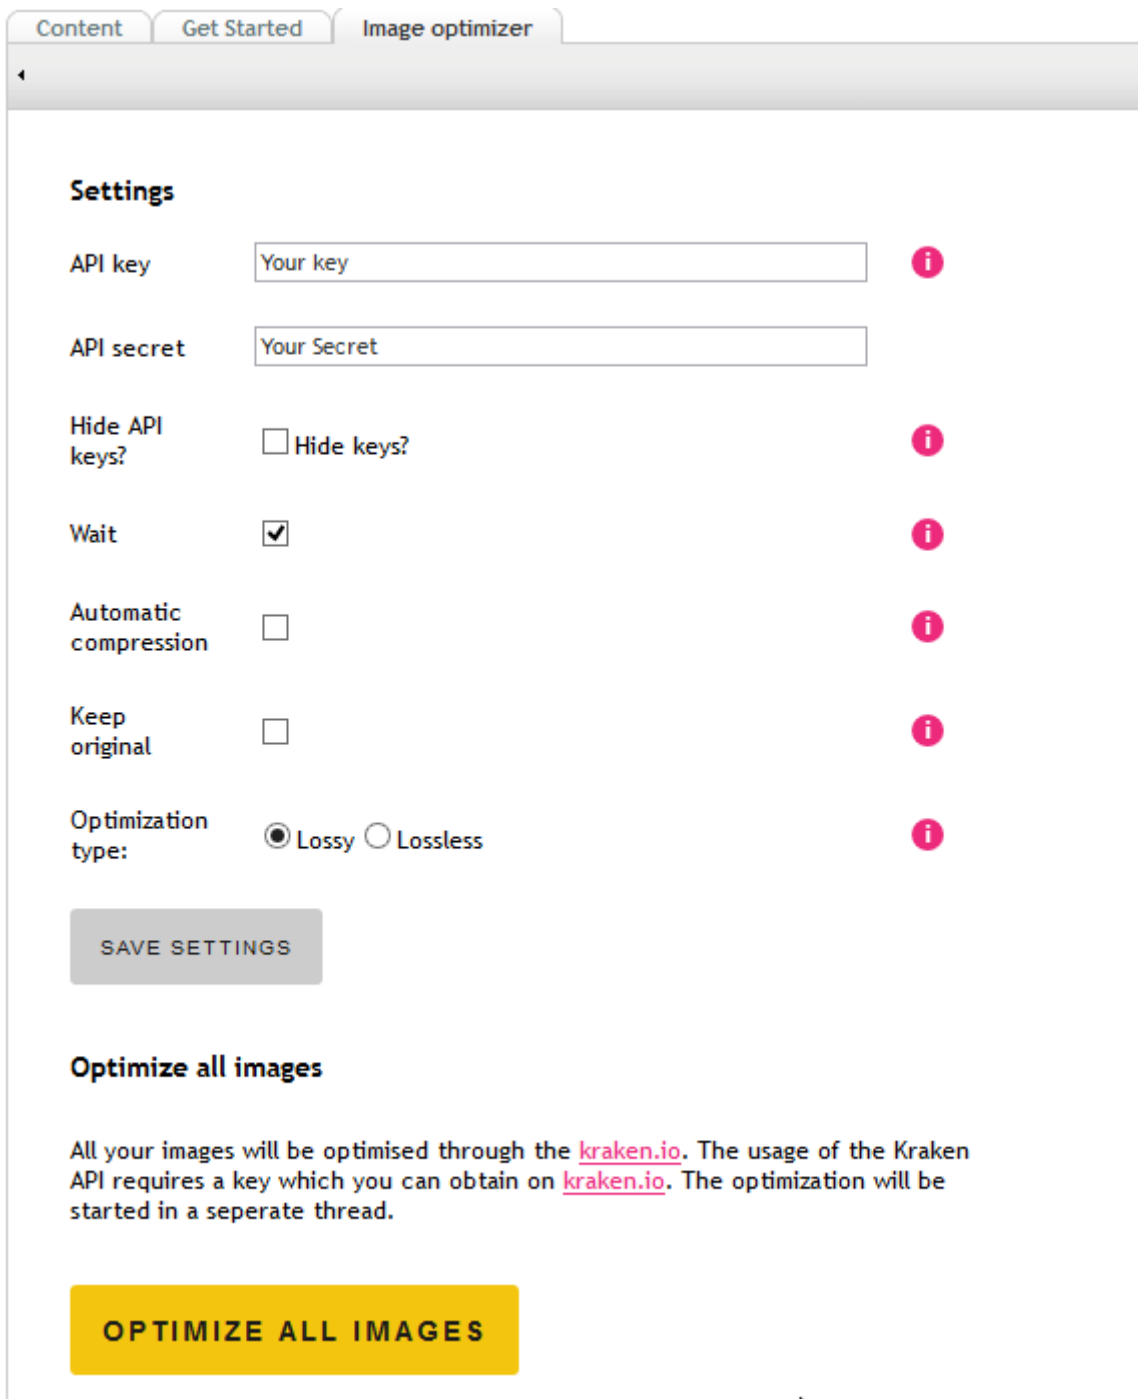 Content Get Started Image optimizer
Settings
API key Your key i
API secret Your Secret
Hide API
keys?
Hide keys? i
Wait i
Automatic
compression i
Keep
original i
Optimization
type:
Lossy Lossless i
SAVE SETTINGS
Optimize all images
All your images will be optimised through the kraken.io. The usage of the Kraken
API requires a key which you can obtain on kraken.io. The optimization will be
started in a seperate thread.
OPTIMIZE ALL IMAGES